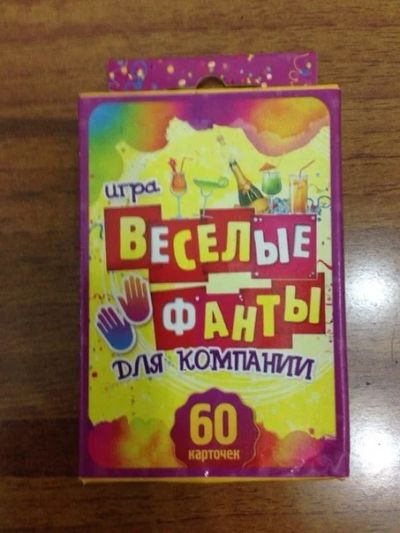 игра
ВЕСЕЛЫЕ
ФАНТЫ
ДЛЯ КОМПАНИИ
60
карточек